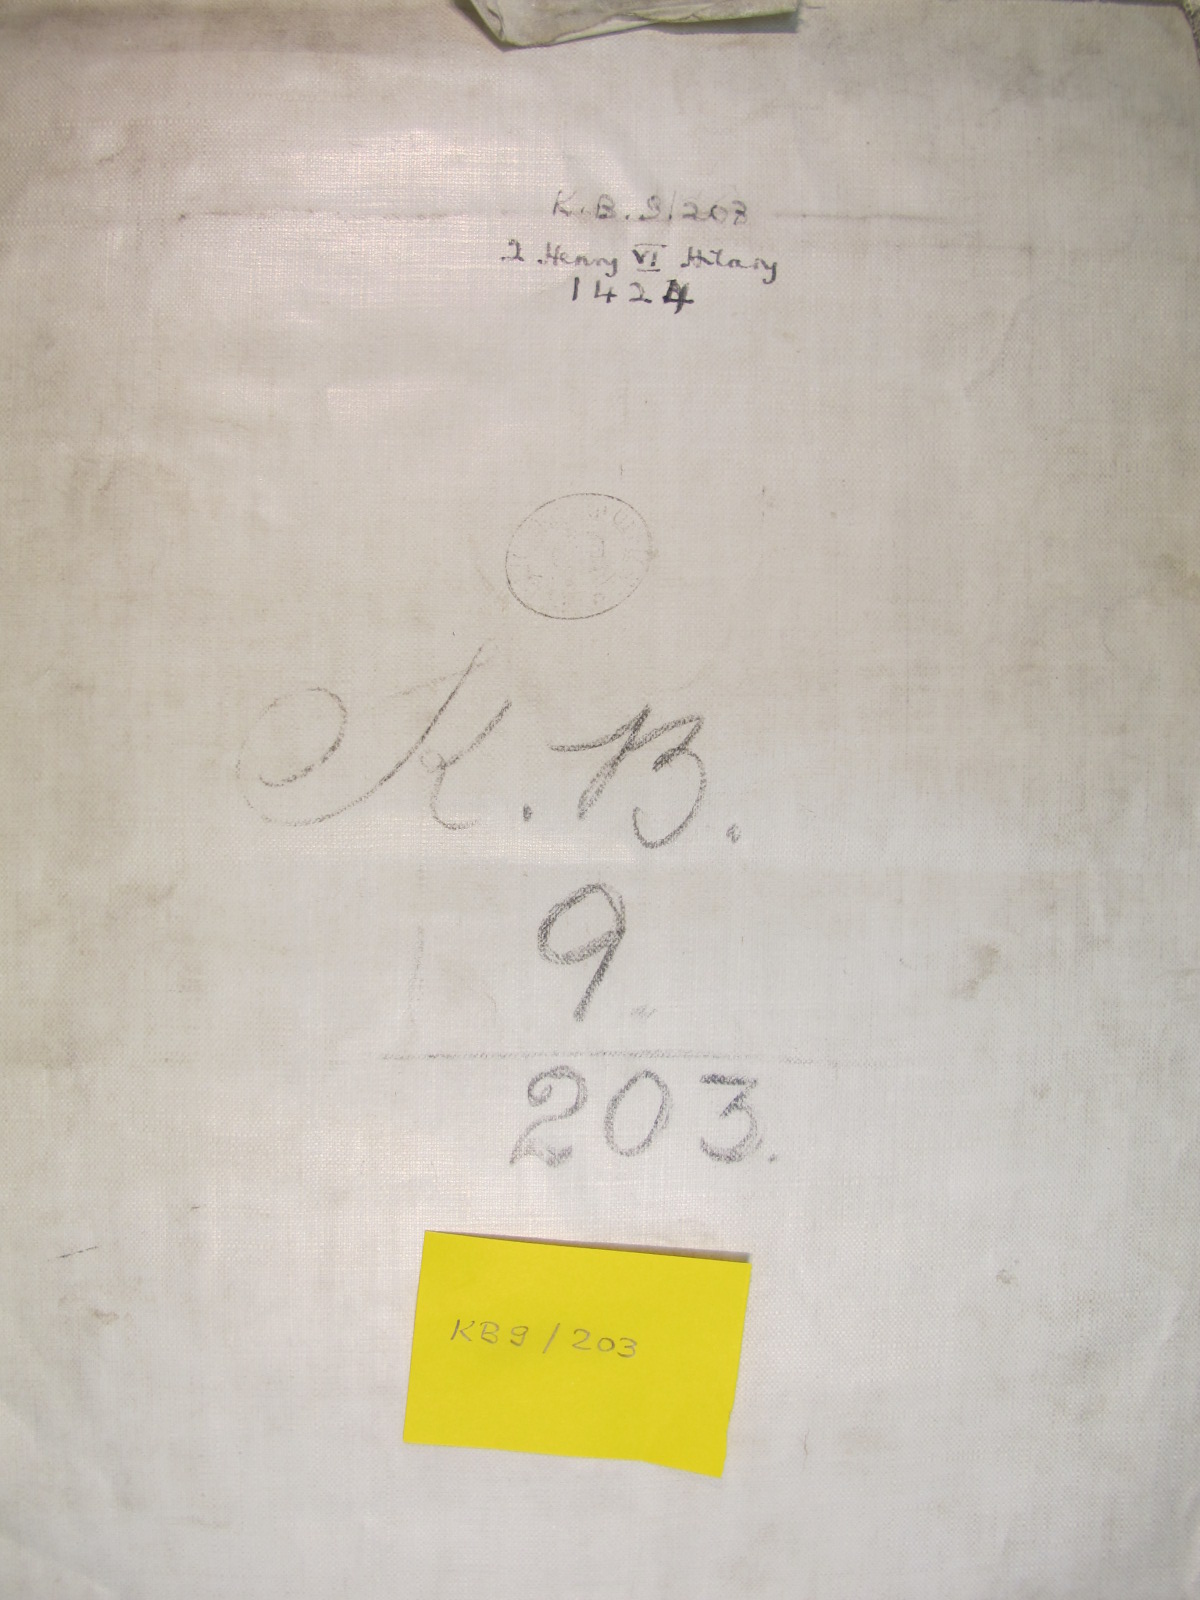 K.B. 9/203
2 Henry VI Hilary
1424
K. B.
9
203.
KB9/203